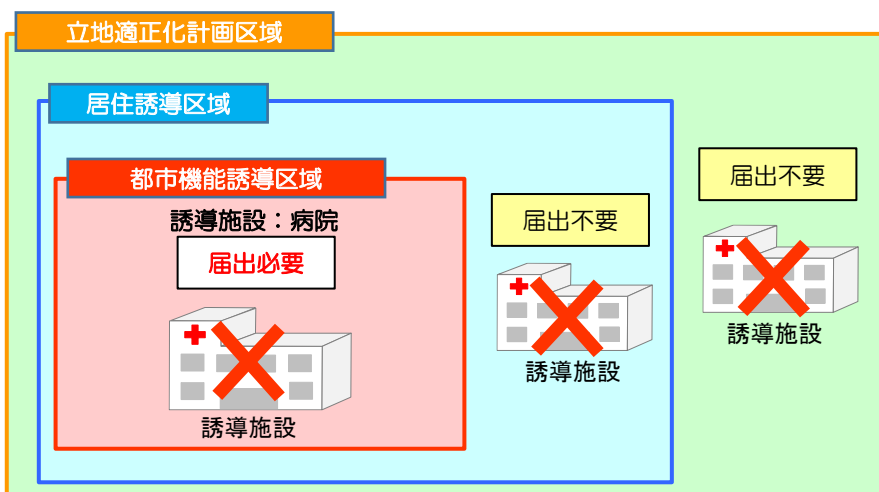 立地適正化計画区域
居住誘導区域
都市機能誘導区域
誘導施設：病院
届出必要
誘導施設
届出不要
誘導施設
届出不要
誘導施設